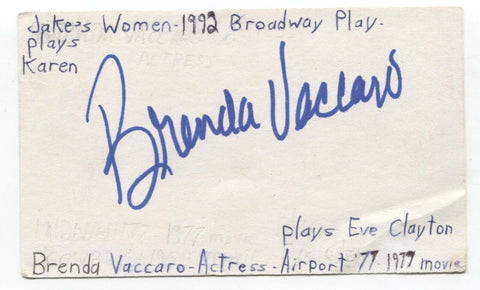 Jake's Women-1992 Broadway Play-
plays
Karen
Brenda Vaccaro
plays Eve Clayton
Brenda Vaccaro-Actress-Airport '77 1977 movie